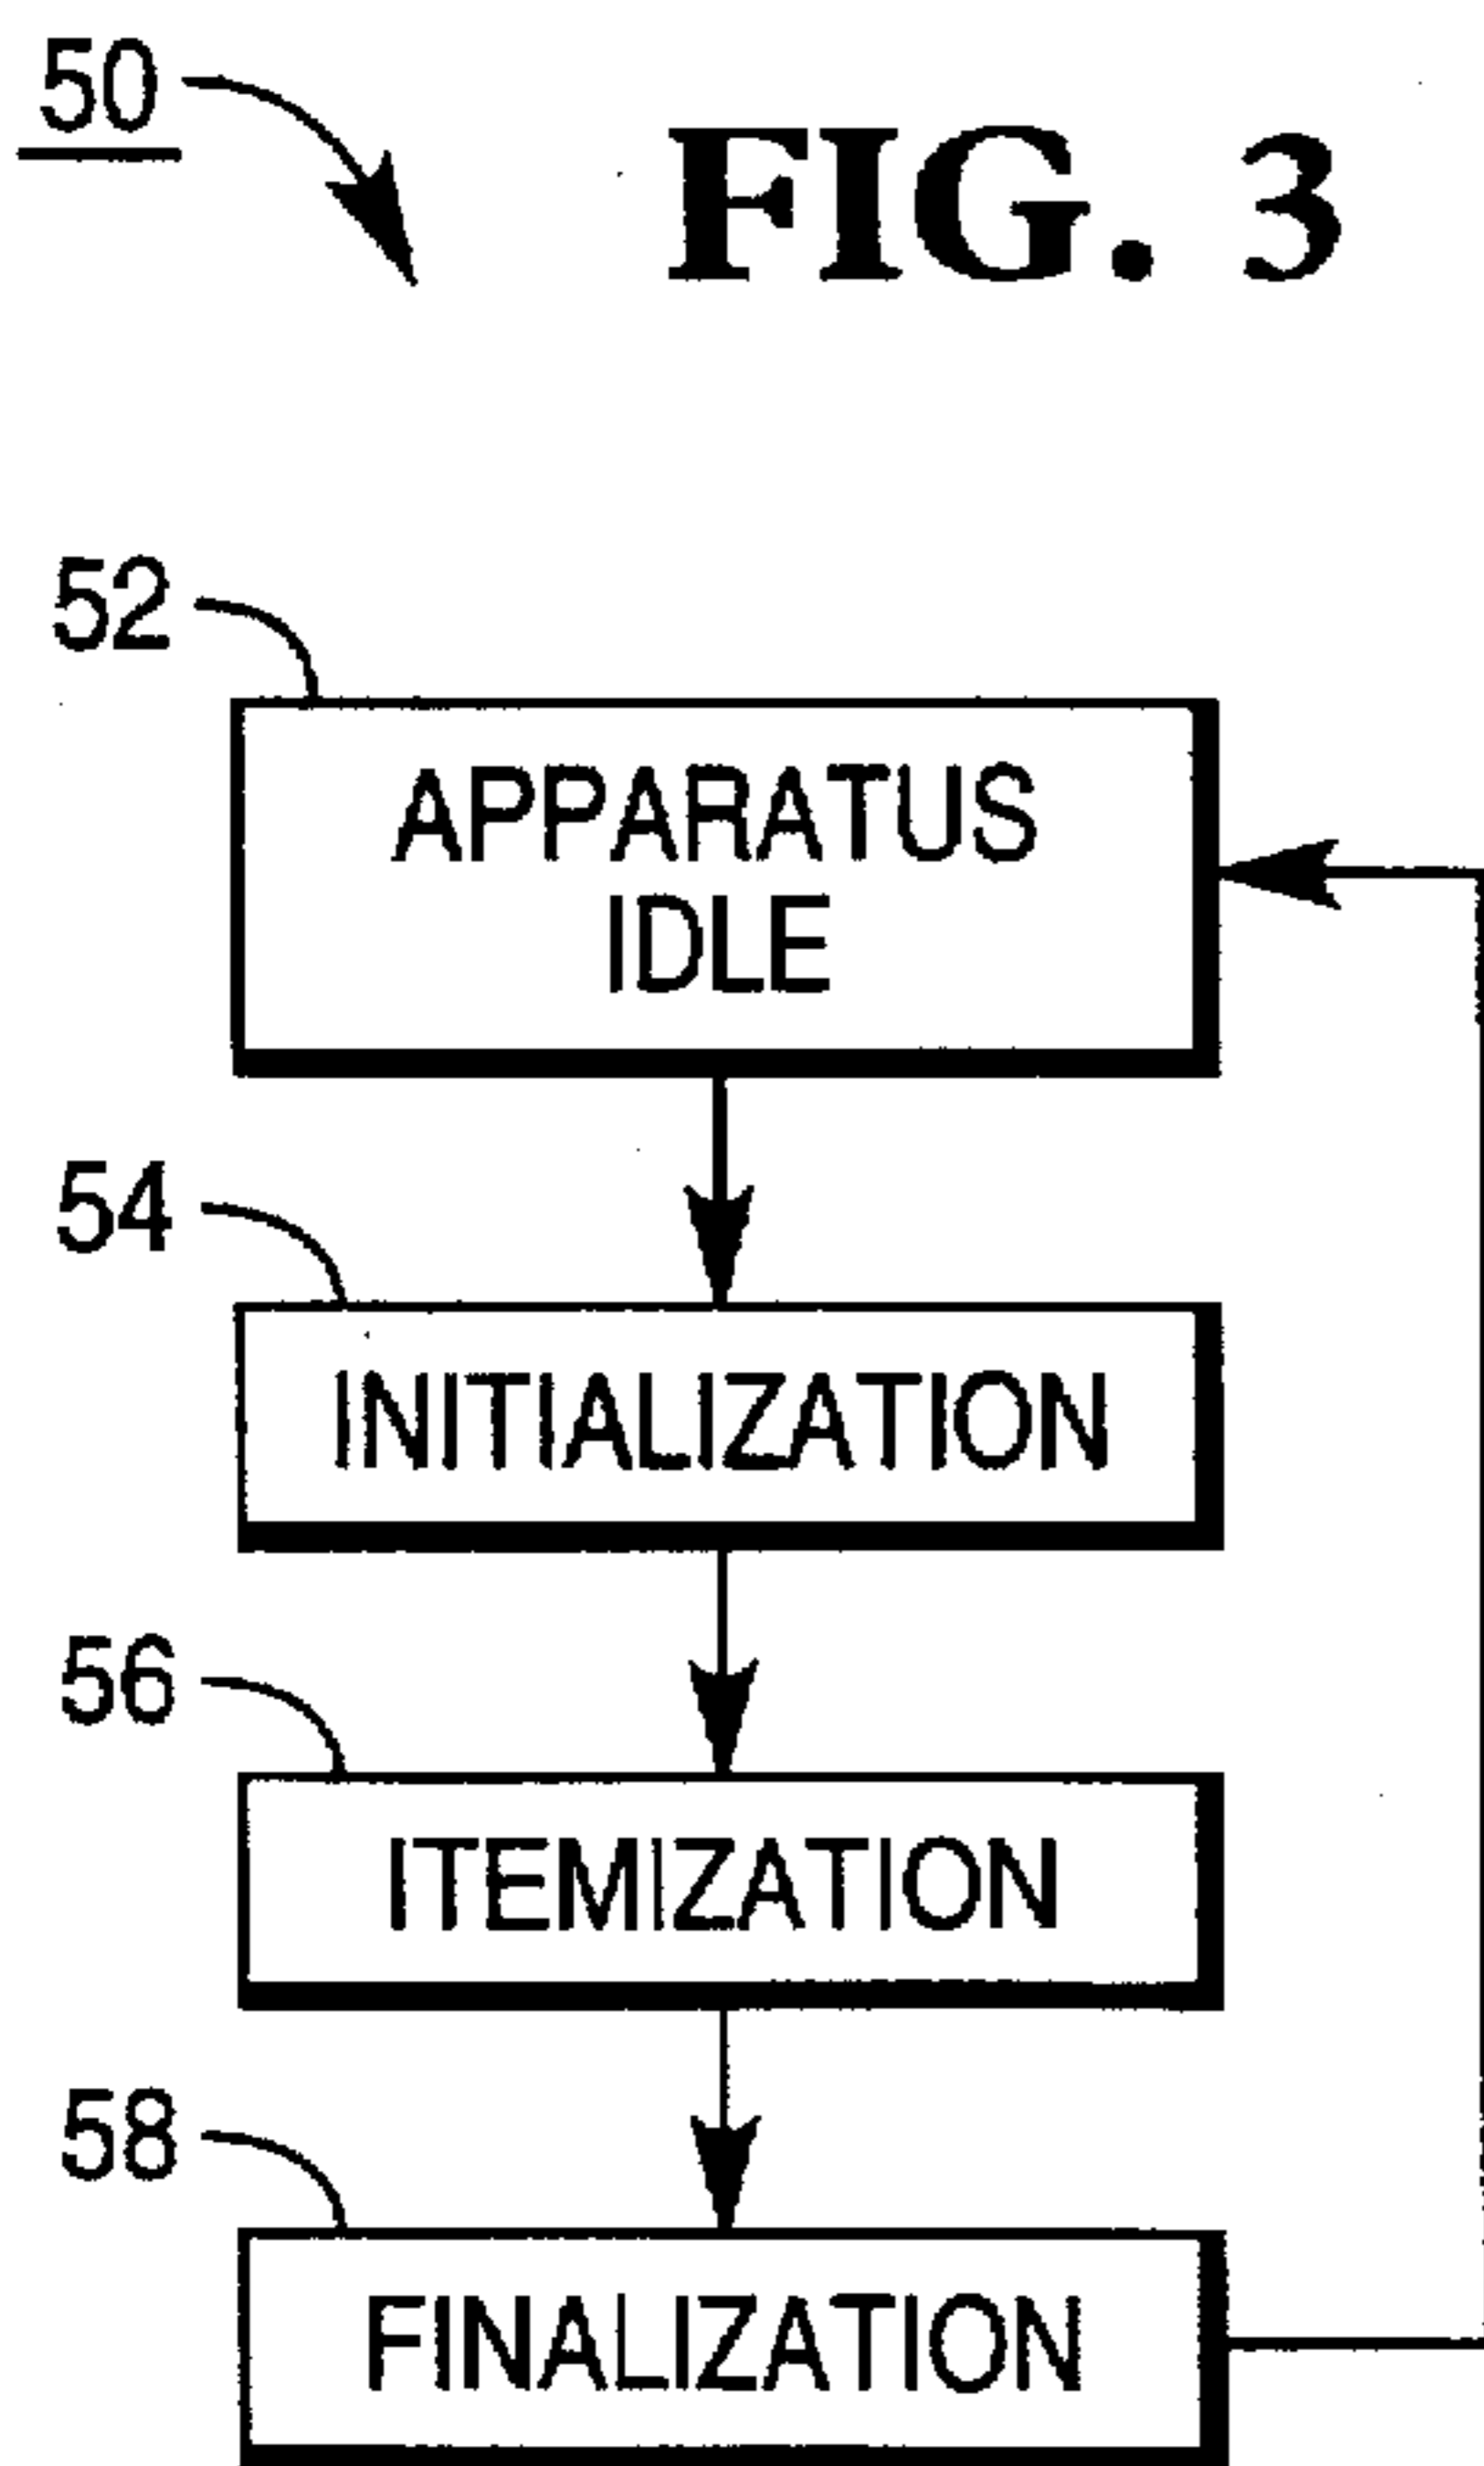 50
FIG. 3
52
APPARATUS
IDLE
54
INITIALIZATION
56
ITEMIZATION
58
FINALIZATION